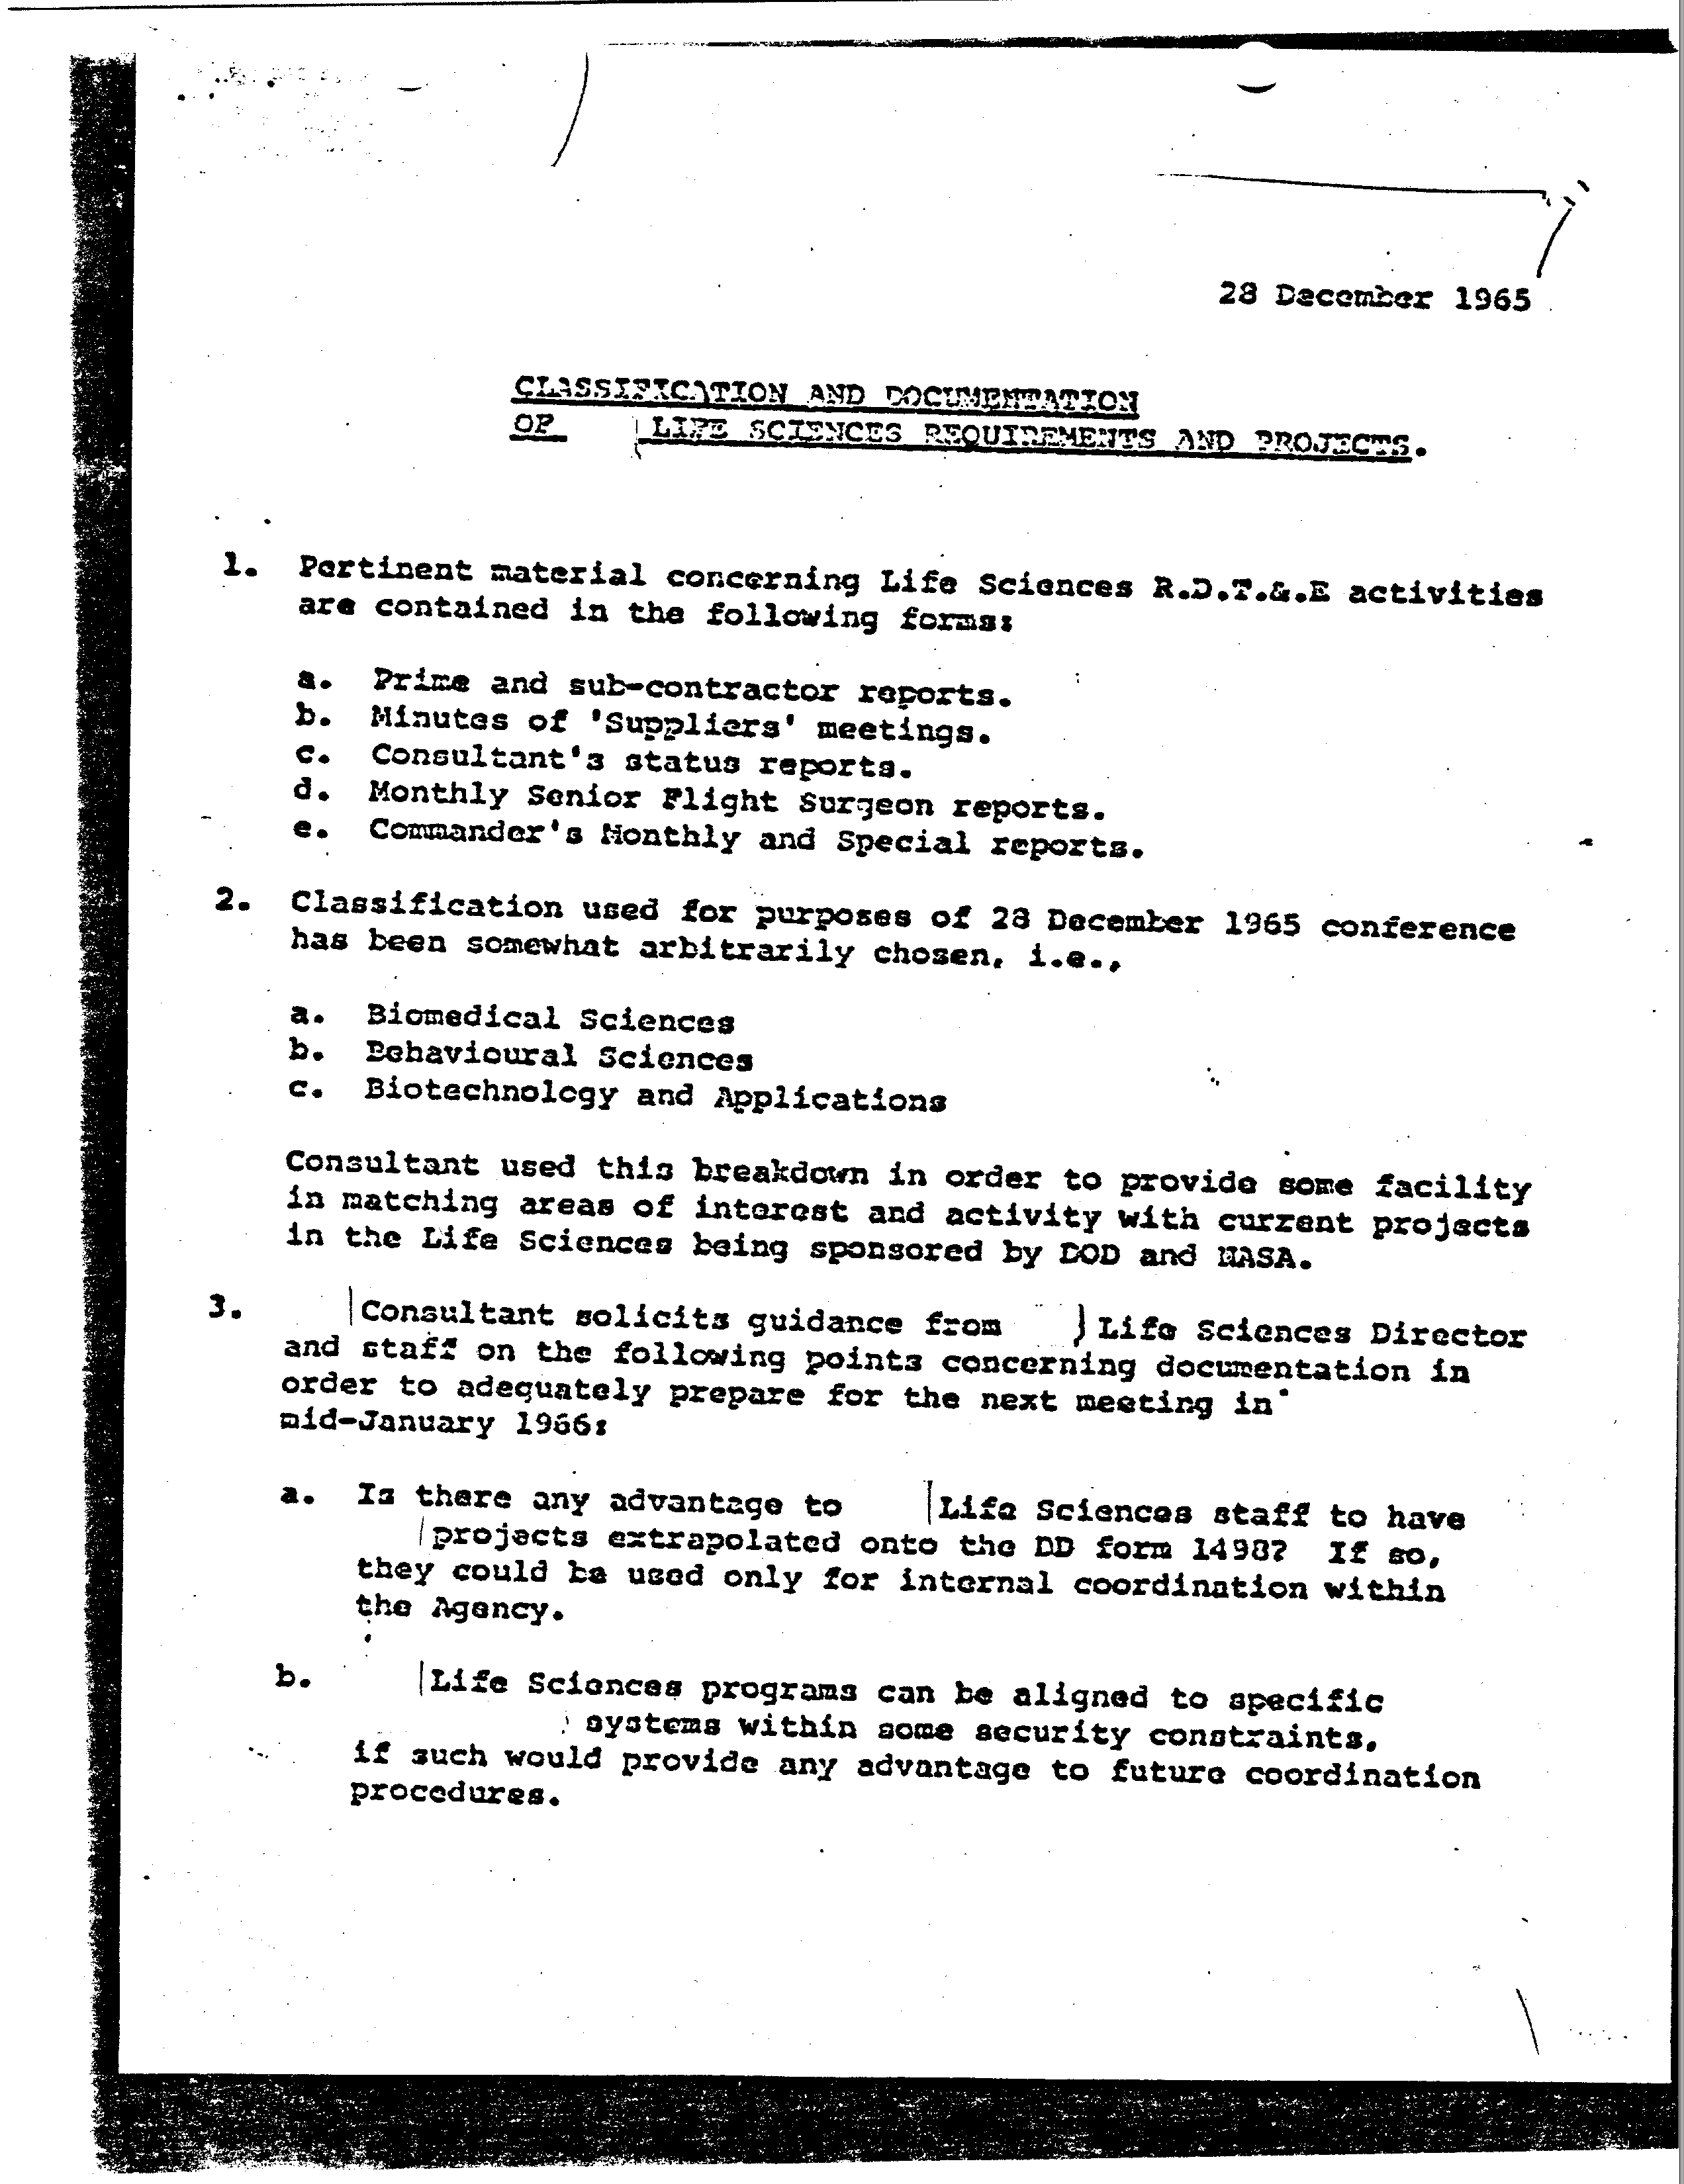 28 December 1965
CLASSIFICATION AND DOCUMENTATION
OF LIFE SCIENCES REQUIREMENTS AND PROJECTS.
1. Pertinent material concerning Life Sciences R.D.T.&.E activities
are contained in the following forms:
a. Prime and sub-contractor reports.
b. Minutes of 'Suppliers' meetings.
c. Consultant's status reports.
d. Monthly Senior Flight Surgeon reports.
e. Commander's Monthly and Special reports.
2. Classification used for purposes of 28 December 1965 conference
has been somewhat arbitrarily chosen, i.e.,
a. Biomedical Sciences
b. Behavioural Sciences
c. Biotechnology and Applications
Consultant used this breakdown in order to provide some facility
in matching areas of interest and activity with current projects
in the Life Sciences being sponsored by DOD and NASA.
3. Consultant solicits guidance from Life Sciences Director
and staff on the following points concerning documentation in
order to adequately prepare for the next meeting in
mid-January 1966:
a. Is there any advantage to Life Sciences staff to have
projects extrapolated onto the DD form 1498? If so,
they could be used only for internal coordination within
the Agency.
b. Life Sciences programs can be aligned to specific
systems within some security constraints,
if such would provide any advantage to future coordination
procedures.